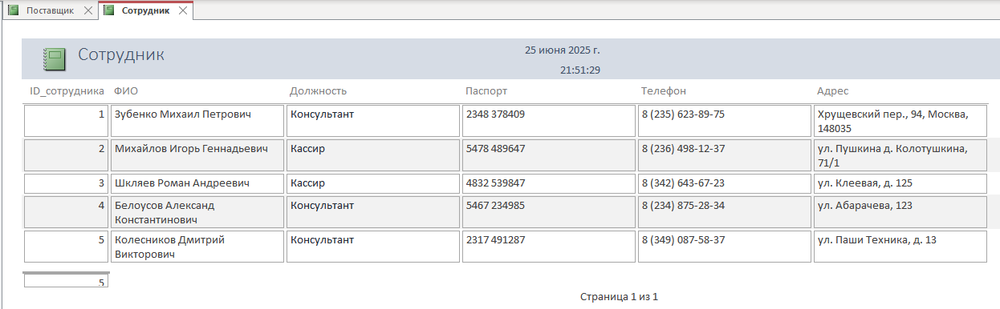 Поставщик Сотрудник
Сотрудник
25 июня 2025 г.
21:51:29
ID_сотрудника ФИО Должность Паспорт Телефон Адрес
1 Зубенко Михаил Петрович Консультант 2348 378409 8 (235) 623-89-75 Хрущевский пер., 94, Москва,
148035
2 Михайлов Игорь Геннадьевич Кассир 5478 489647 8 (236) 498-12-37 ул. Пушкина д. Колотушкина,
71/1
3 Шкляев Роман Андреевич Кассир 4832 539847 8 (342) 643-67-23 ул. Клеевая, д. 125
4 Белоусов Александ Консультант 5467 234985 8 (234) 875-28-34 ул. Абарачева, 123
Константинович
5 Колесников Дмитрий Консультант 2317 491287 8 (349) 087-58-37 ул. Паши Техника, д. 13
Викторович
5
Страница 1 из 1